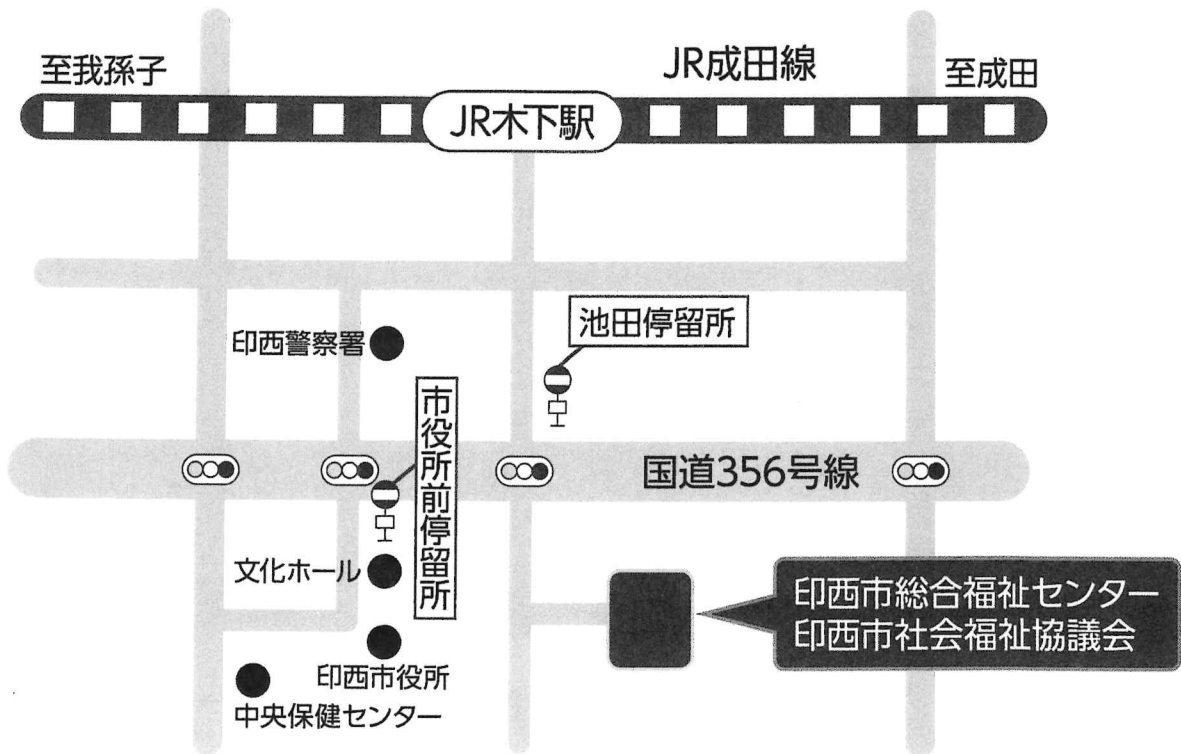 至我孫子
JR成田線
至成田
JR木下駅
池田停留所
印西警察署
市役所前停留所
国道356号線
文化ホール
印西市総合福祉センター
印西市社会福祉協議会
印西市役所
中央保健センター